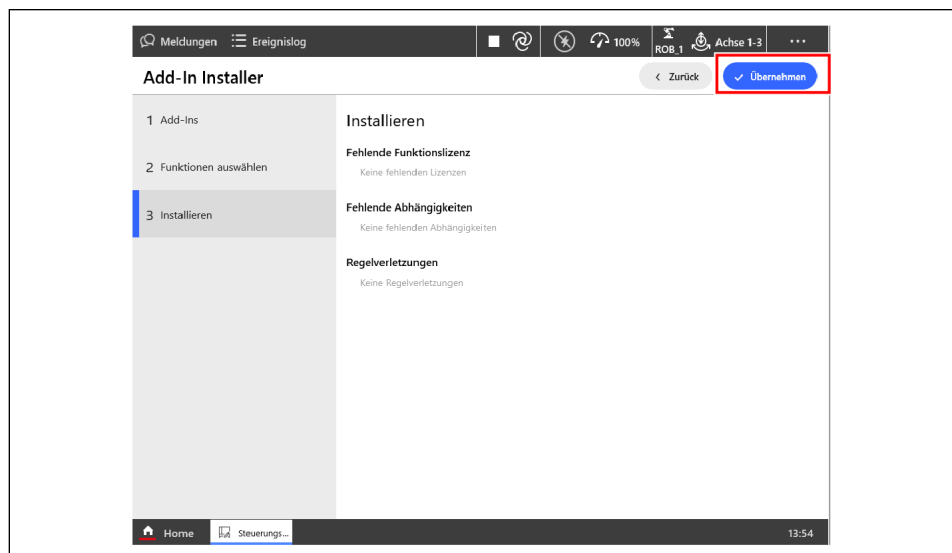 Meldungen Ereignislog 100% ROB_1 Achse 1-3 ...
Add-In Installer Zurück Übernehmen
1 Add-Ins
2 Funktionen auswählen
3 Installieren
Installieren
Fehlende Funktionslizenz
Keine fehlenden Lizenzen
Fehlende Abhängigkeiten
Keine fehlenden Abhängigkeiten
Regelverletzungen
Keine Regelverletzungen
Home Steuerungs... 13:54